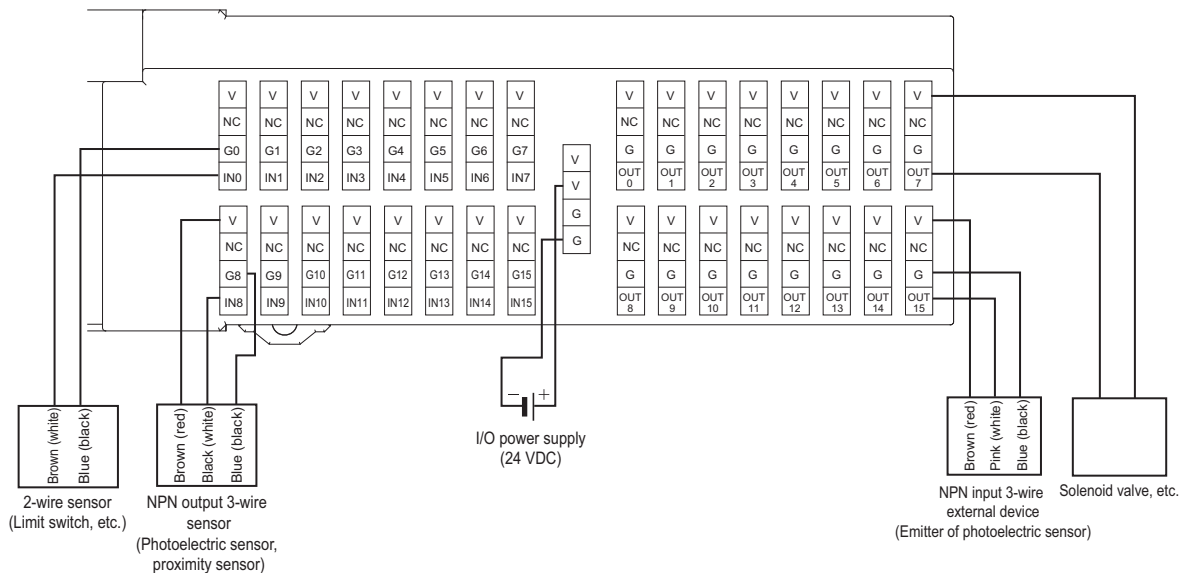 V V V V V V V V
NC NC NC NC NC NC NC NC
G0 G1 G2 G3 G4 G5 G6 G7
IN0 IN1 IN2 IN3 IN4 IN5 IN6 IN7
V V V V V V V V
NC NC NC NC NC NC NC NC
G8 G9 G10 G11 G12 G13 G14 G15
IN8 IN9 IN10 IN11 IN12 IN13 IN14 IN15
V
V
G
G
V V V V V V V V
NC NC NC NC NC NC NC NC
G G G G G G G G
OUT OUT OUT OUT OUT OUT OUT OUT
0 1 2 3 4 5 6 7
V V V V V V V V
NC NC NC NC NC NC NC NC
G G G G G G G G
OUT OUT OUT OUT OUT OUT OUT OUT
8 9 10 11 12 13 14 15
Brown (white)
Blue (black)
2-wire sensor
(Limit switch, etc.)
Brown (red)
Black (white)
Blue (black)
NPN output 3-wire
sensor
(Photoelectric sensor,
proximity sensor)
− +
I/O power supply
(24 VDC)
Brown (red)
Pink (white)
Blue (black)
NPN input 3-wire
external device
(Emitter of photoelectric sensor)
Solenoid valve, etc.